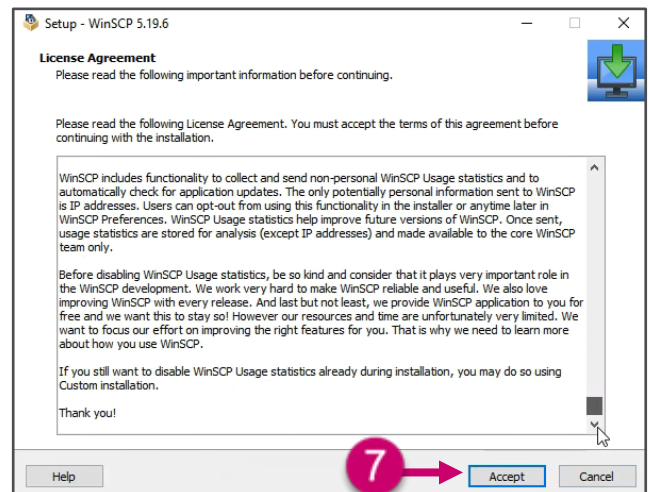 Setup - WinSCP 5.19.6
License Agreement
Please read the following important information before continuing.
Please read the following License Agreement. You must accept the terms of this agreement before
continuing with the installation.
WinSCP includes functionality to collect and send non-personal WinSCP Usage statistics and to
automatically check for application updates. The only potentially personal information sent to WinSCP
is IP addresses. Users can opt-out from using this functionality in the installer or anytime later in
WinSCP Preferences. WinSCP Usage statistics help improve future versions of WinSCP. Once sent,
usage statistics are stored for analysis (except IP addresses) and made available to the core WinSCP
team only.
Before disabling WinSCP Usage statistics, be so kind and consider that it plays very important role in
the WinSCP development. We work very hard to make WinSCP reliable and useful. We also love
improving WinSCP with every release. And last but not least, we provide WinSCP application to you for
free and we want this to stay so! However our resources and time are unfortunately very limited. We
want to focus our effort on improving the right features for you. That is why we need to learn more
about how you use WinSCP.
If you still want to disable WinSCP Usage statistics already during installation, you may do so using
Custom installation.
Thank you!
Help
7
Accept
Cancel